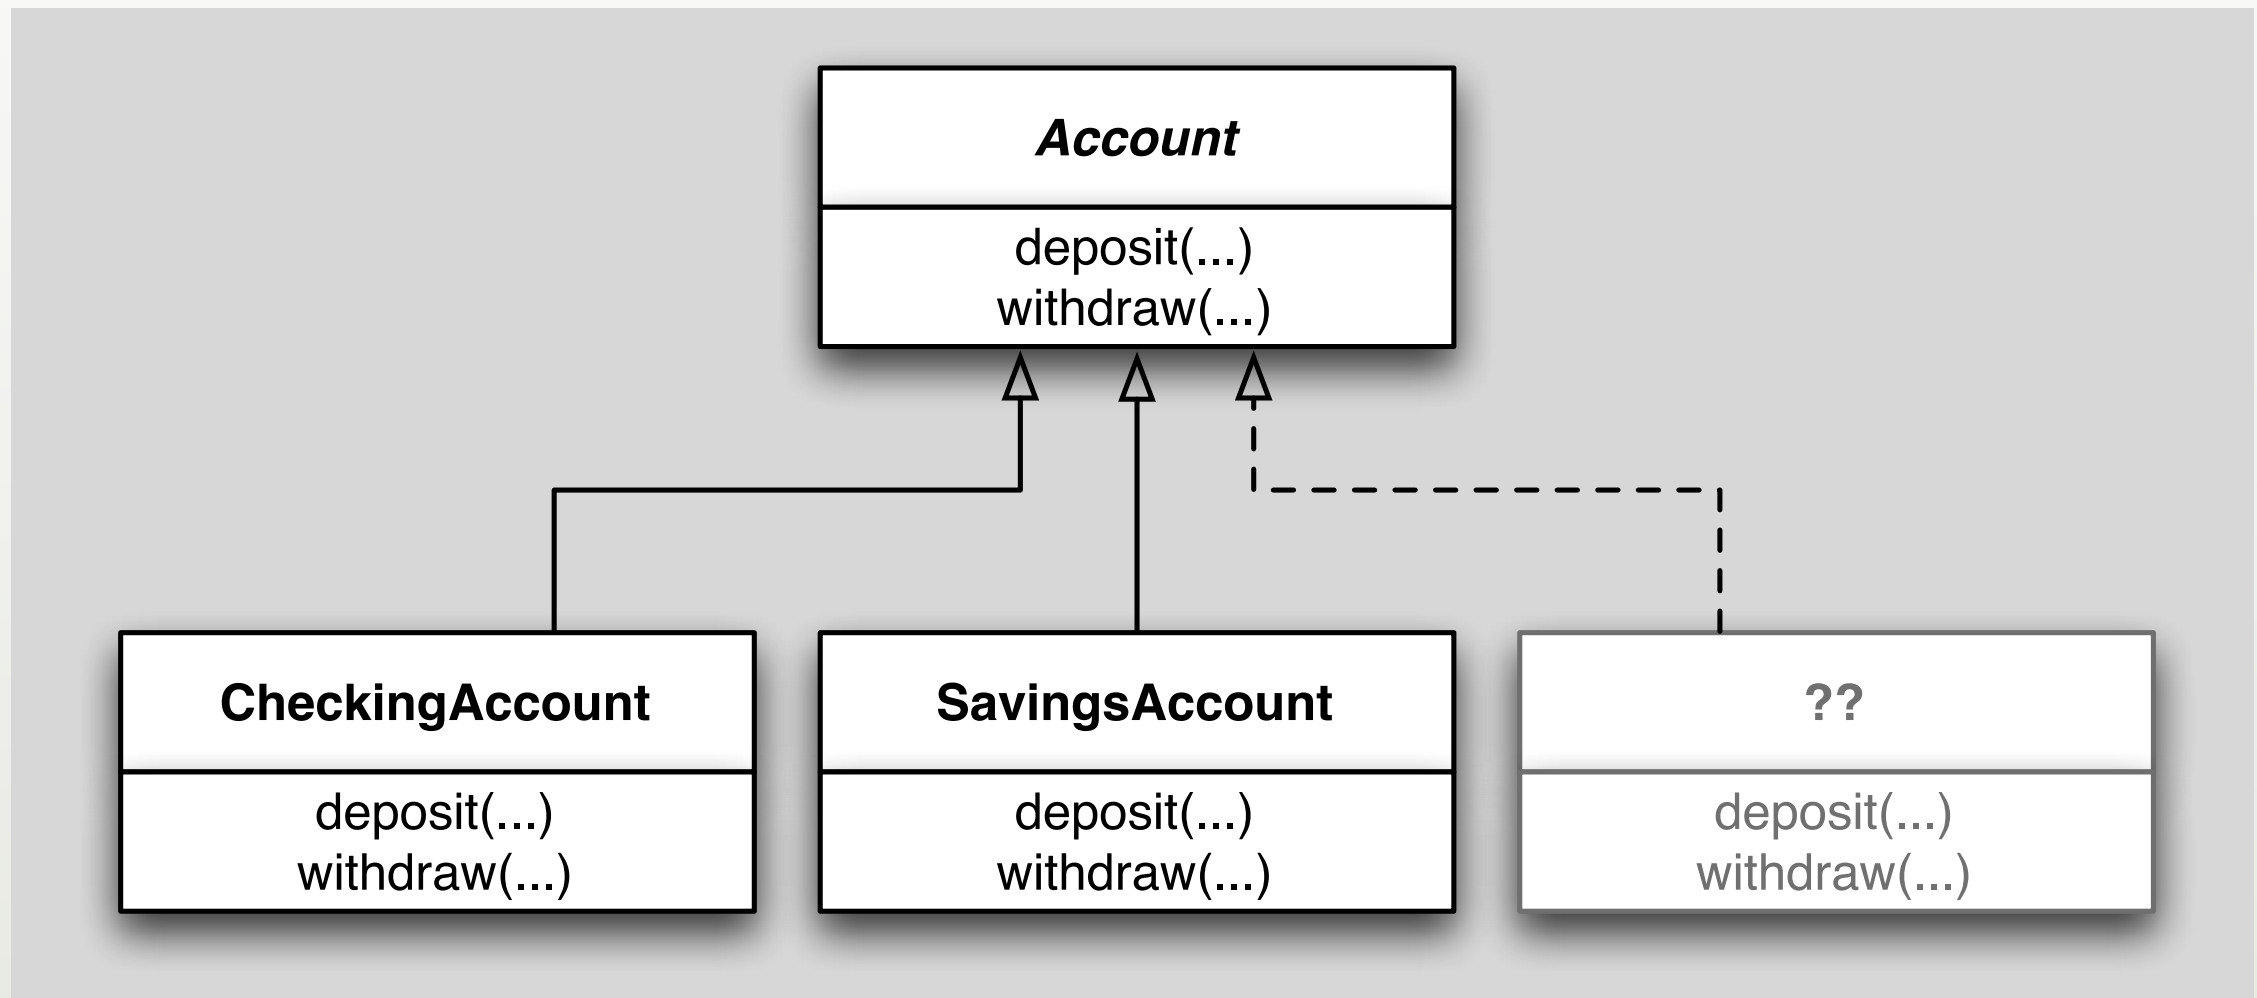 Account
deposit(...)
withdraw(...)
CheckingAccount
deposit(...)
withdraw(...)
SavingsAccount
deposit(...)
withdraw(...)
??
deposit(...)
withdraw(...)